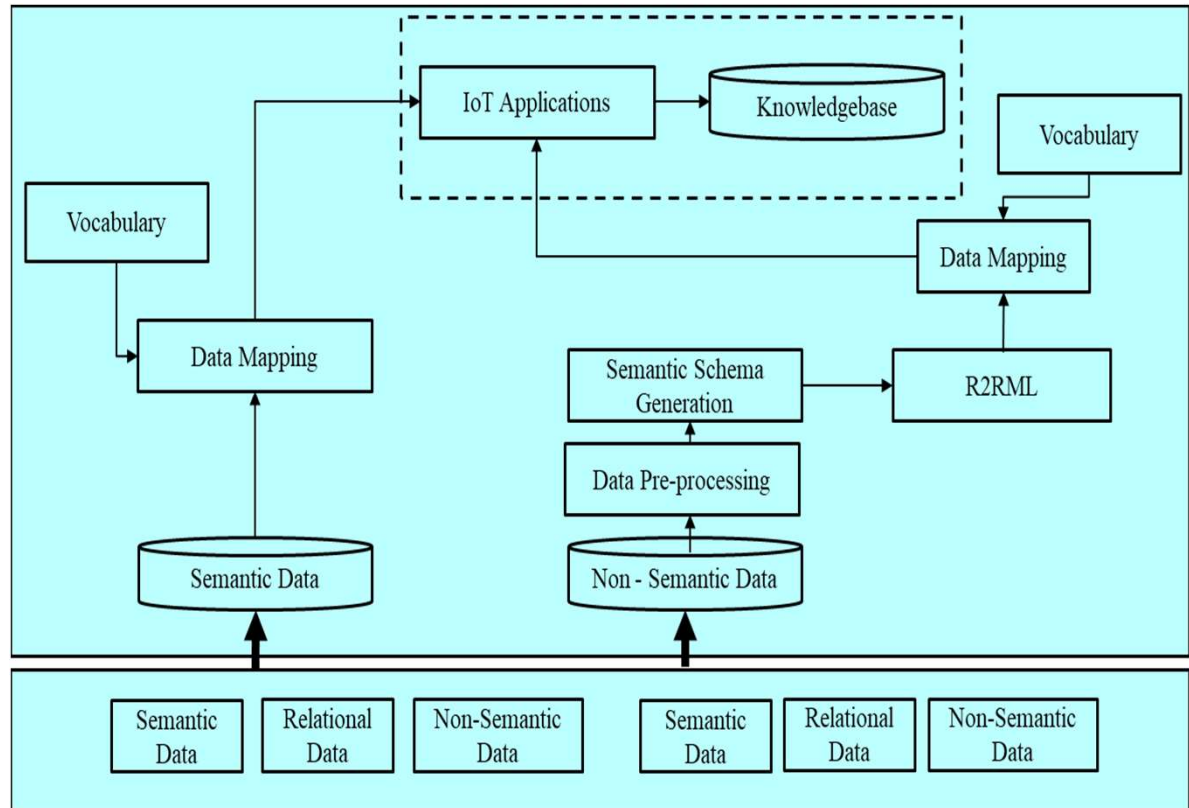 IoT Applications
Knowledgebase
Vocabulary
Vocabulary
Data Mapping
Data Mapping
Semantic Schema
Generation
R2RML
Data Pre-processing
Semantic Data
Non - Semantic Data
Semantic
Data
Relational
Data
Non-Semantic
Data
Semantic
Data
Relational
Data
Non-Semantic
Data